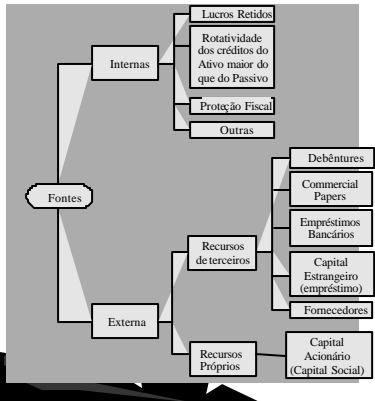 Lucros Retidos
Rotatividade
dos créditos do
Ativo maior do
que do Passivo
Internas
Proteção Fiscal
Outras
Fontes
Debêntures
Commercial
Papers
Empréstimos
Bancários
Recursos
de terceiros
Capital
Estrangeiro
(empréstimo)
Fornecedores
Externa
Recursos
Próprios
Capital
Acionário
(Capital Social)